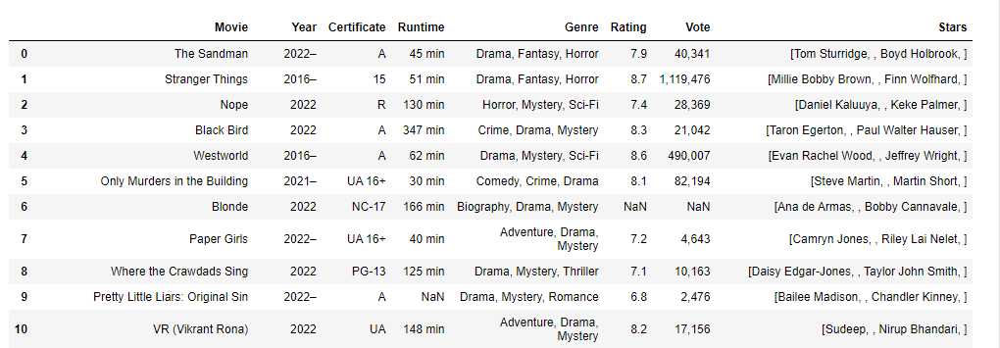 Movie Year Certificate Runtime Genre Rating Vote Stars
0 The Sandman 2022– A 45 min Drama, Fantasy, Horror 7.9 40,341 [Tom Sturridge, , Boyd Holbrook, ]
1 Stranger Things 2016– 15 51 min Drama, Fantasy, Horror 8.7 1,119,476 [Millie Bobby Brown, , Finn Wolfhard, ]
2 Nope 2022 R 130 min Horror, Mystery, Sci-Fi 7.4 28,369 [Daniel Kaluuya, , Keke Palmer, ]
3 Black Bird 2022 A 347 min Crime, Drama, Mystery 8.3 21,042 [Taron Egerton, , Paul Walter Hauser, ]
4 Westworld 2016– A 62 min Drama, Mystery, Sci-Fi 8.6 490,007 [Evan Rachel Wood, , Jeffrey Wright, ]
5 Only Murders in the Building 2021– UA 16+ 30 min Comedy, Crime, Drama 8.1 82,194 [Steve Martin, , Martin Short, ]
6 Blonde 2022 NC-17 166 min Biography, Drama, Mystery NaN NaN [Ana de Armas, , Bobby Cannavale, ]
7 Paper Girls 2022– UA 16+ 40 min Adventure, Drama, 7.2 4,643 [Camryn Jones, , Riley Lai Nelet, ]
Mystery
8 Where the Crawdads Sing 2022 PG-13 125 min Drama, Mystery, Thriller 7.1 10,163 [Daisy Edgar-Jones, , Taylor John Smith, ]
9 Pretty Little Liars: Original Sin 2022– A NaN Drama, Mystery, Romance 6.8 2,476 [Bailee Madison, , Chandler Kinney, ]
10 VR (Vikrant Rona) 2022 UA 148 min Adventure, Drama, 8.2 17,156 [Sudeep, , Nirup Bhandari, ]
Mystery